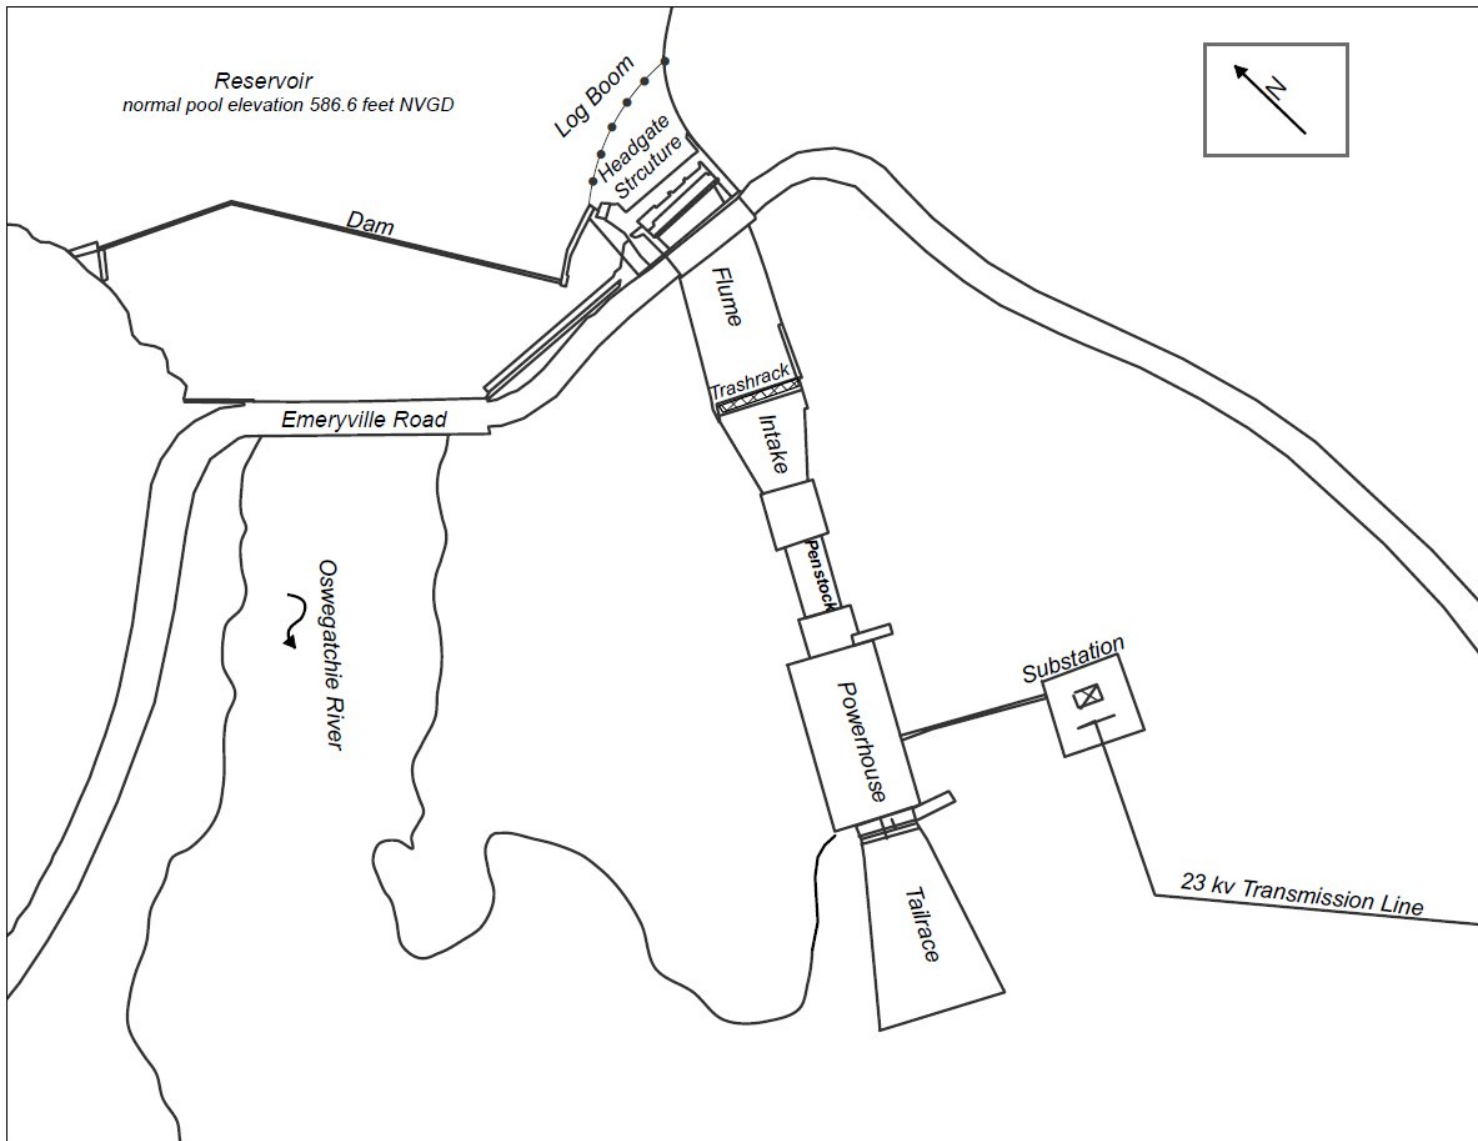 Reservoir
normal pool elevation 586.6 feet NVGD
Log Boom
Headgate
Strcuture
N
Dam
Flume
Trashrack
Emeryville Road
Intake
Penstock
Oswegatchie River
Substation
Powerhouse
23 kv Transmission Line
Tailrace